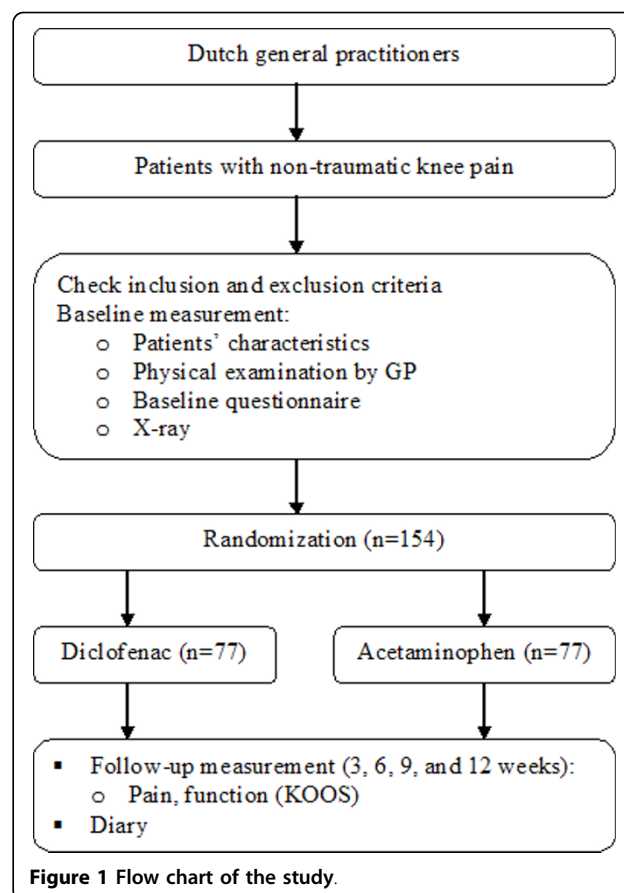 Dutch general practitioners
Patients with non-traumatic knee pain
Check inclusion and exclusion criteria
Baseline measurement:
o Patients’ characteristics
o Physical examination by GP
o Baseline questionnaire
o X-ray
Randomization (n=154)
Diclofenac (n=77)
Acetaminophen (n=77)
▪ Follow-up measurement (3, 6, 9, and 12 weeks):
o Pain, function (KOOS)
▪ Diary
Figure 1 Flow chart of the study.